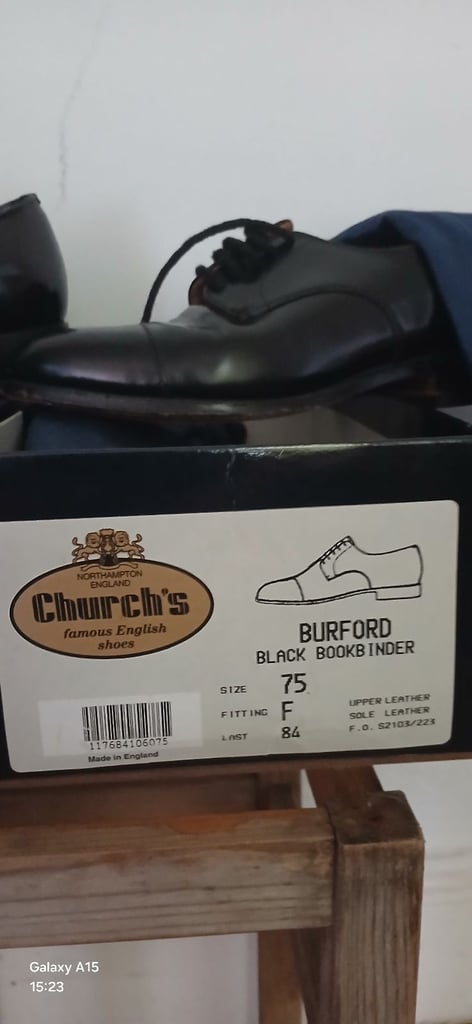 NORTHAMPTON
ENGLAND
Church's
famous English
shoes
BURFORD
BLACK BOOKBINDER
SIZE 75
FITTING F
LAST 84
UPPER LEATHER
SOLE LEATHER
F.O. S2103/223
117684106075
Made in England
Galaxy A15
15:23